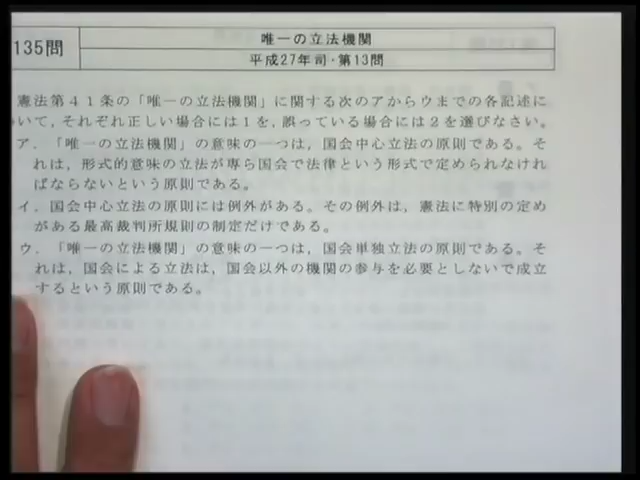 135問
唯一の立法機関
平成27年司・第13問
憲法第41条の「唯一の立法機関」に関する次のアからウまでの各記述に
いて，それぞれ正しい場合には１を，誤っている場合には２を選びなさい。
ア．「唯一の立法機関」の意味の一つは，国会中心立法の原則である。そ
れは，形式的意味の立法が専ら国会で法律という形式で定められなけれ
ばならないという原則である。
イ．国会中心立法の原則には例外がある。その例外は，憲法に特別の定め
がある最高裁判所規則の制定だけである。
ウ．「唯一の立法機関」の意味の一つは，国会単独立法の原則である。そ
れは，国会による立法は，国会以外の機関の参与を必要としないで成立
するという原則である。